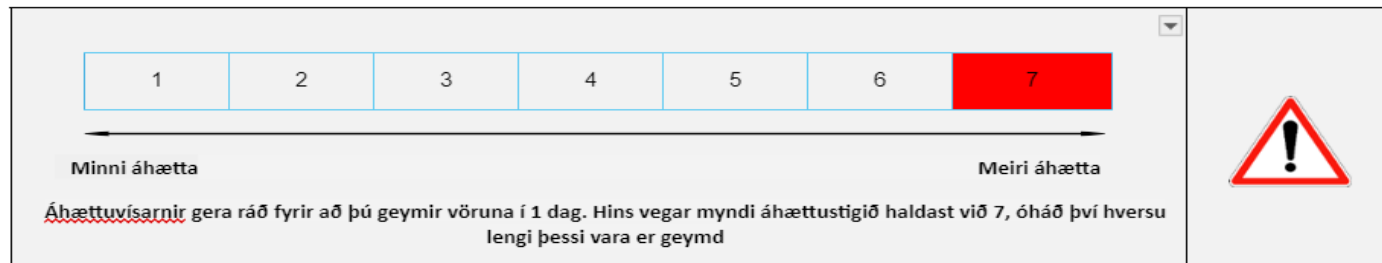 1 2 3 4 5 6 7
Minni áhætta Meiri áhætta
Áhættuvísarnir gera ráð fyrir að þú geymir vöruna í 1 dag. Hins vegar myndi áhættustigið haldast við 7, óháð því hversu
lengi þessi vara er geymd